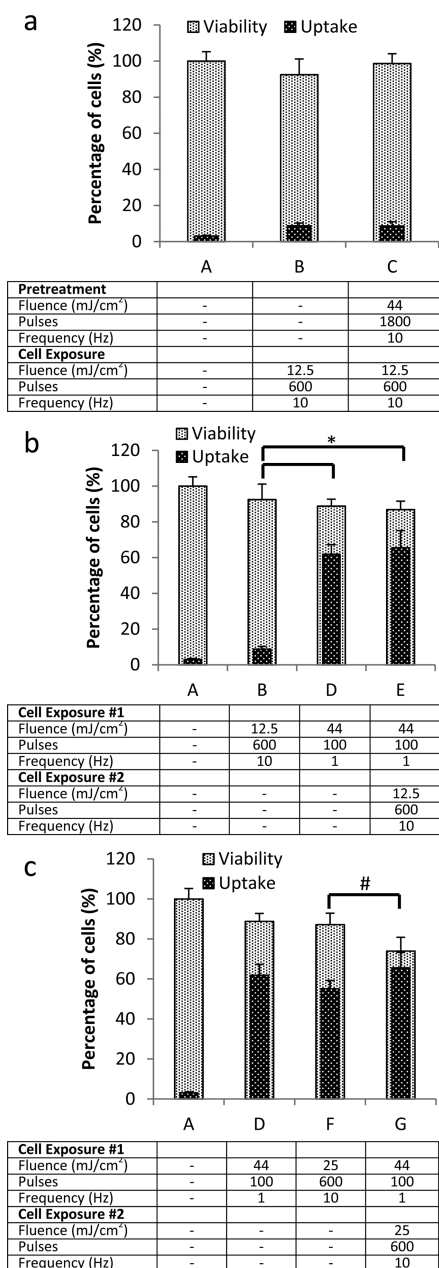 a
Viability Uptake
Percentage of cells (%)
120
100
80
60
40
20
0
A B C
Pretreatment
Fluence (mJ/cm²) - - 44
Pulses - - 1800
Frequency (Hz) - - 10
Cell Exposure
Fluence (mJ/cm²) - 12.5 12.5
Pulses - 600 600
Frequency (Hz) - 10 10
b
Viability
Uptake
*
Percentage of cells (%)
120
100
80
60
40
20
0
A B D E
Cell Exposure #1
Fluence (mJ/cm²) - 12.5 44 44
Pulses - 600 100 100
Frequency (Hz) - 10 1 1
Cell Exposure #2
Fluence (mJ/cm²) - - - 12.5
Pulses - - - 600
Frequency (Hz) - - - 10
c
Viability
Uptake
#
Percentage of cells (%)
120
100
80
60
40
20
0
A D F G
Cell Exposure #1
Fluence (mJ/cm²) - 44 25 44
Pulses - 100 600 100
Frequency (Hz) - 1 10 1
Cell Exposure #2
Fluence (mJ/cm²) - - - 25
Pulses - - - 600
Frequency (Hz) - - - 10